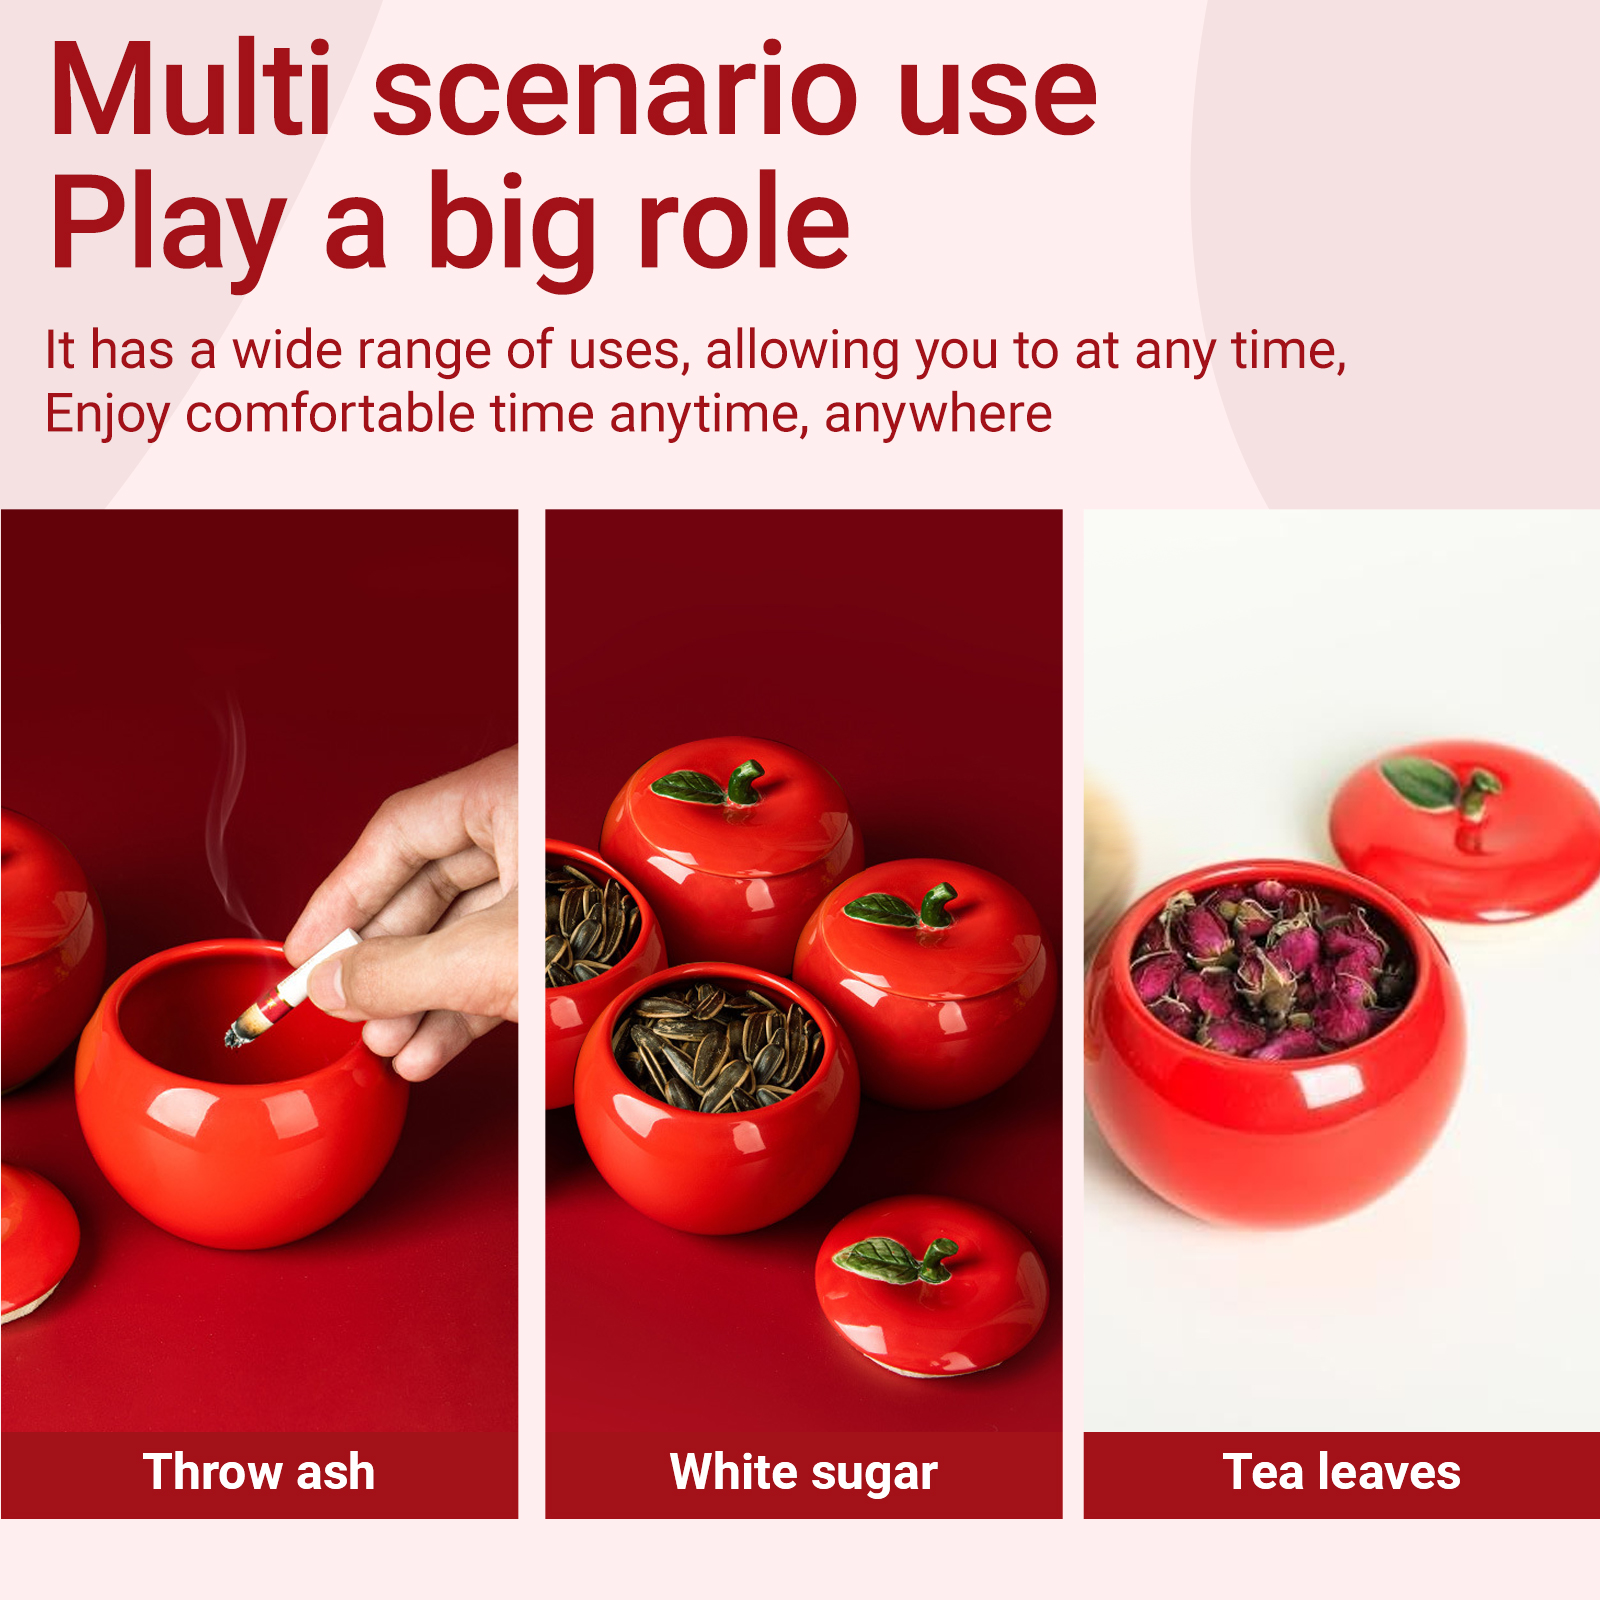 Multi scenario use
Play a big role
It has a wide range of uses, allowing you to at any time,
Enjoy comfortable time anytime, anywhere
Throw ash
White sugar
Tea leaves